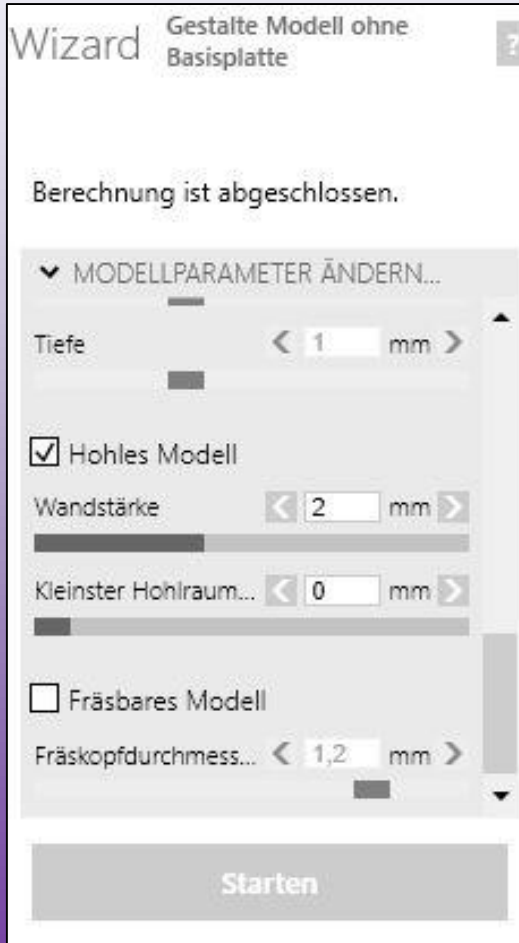 Wizard
Gestalte Modell ohne
Basisplatte
?
Berechnung ist abgeschlossen.
MODELLPARAMETER ÄNDERN...
Tiefe < 1 mm >
Hohles Modell
Wandstärke < 2 mm >
Kleinster Hohlraum... < 0 mm >
Fräsbares Modell
Fräskopfdurchmess... < 1,2 mm >
Starten